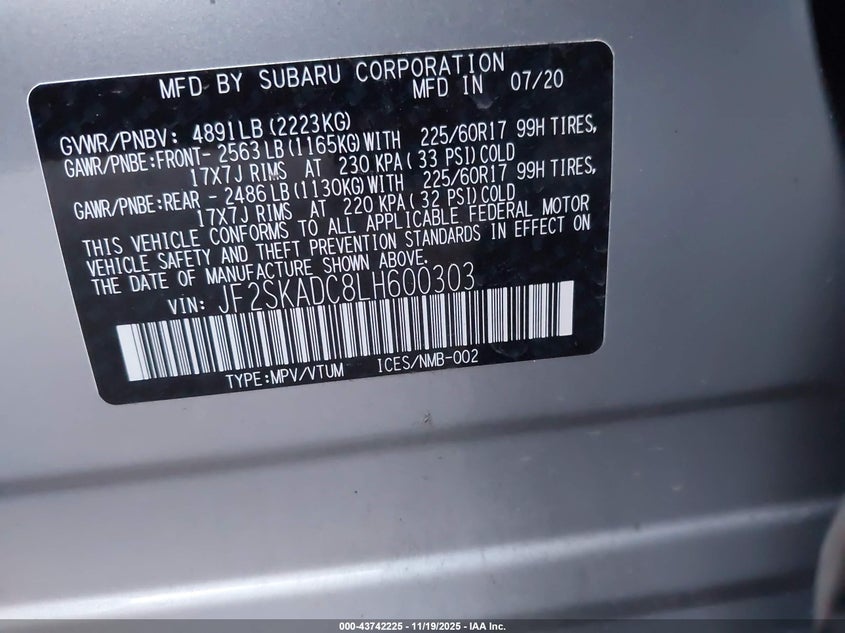 MFD BY SUBARU CORPORATION
MFD IN 07/20
GVWR/PNBV: 4891LB(2223KG)
GAWR/PNBE:FRONT- 2563LB(1165KG)WITH 225/60R17 99H TIRES,
17X7J RIMS AT 230 KPA(33 PSI)COLD
GAWR/PNBE:REAR - 2486LB(1130KG)WITH 225/60R17 99H TIRES,
17X7J RIMS AT 220 KPA(32 PSI)COLD
THIS VEHICLE CONFORMS TO ALL APPLICABLE FEDERAL MOTOR
VEHICLE SAFETY AND THEFT PREVENTION STANDARDS IN EFFECT ON
THE DATE OF MANUFACTURE SHOWN ABOVE.
VIN: JF2SKADC8LH600303
TYPE:MPV/VTUM ICES/NMB-002
000-43742225 - 11/19/2025 - IAA Inc.